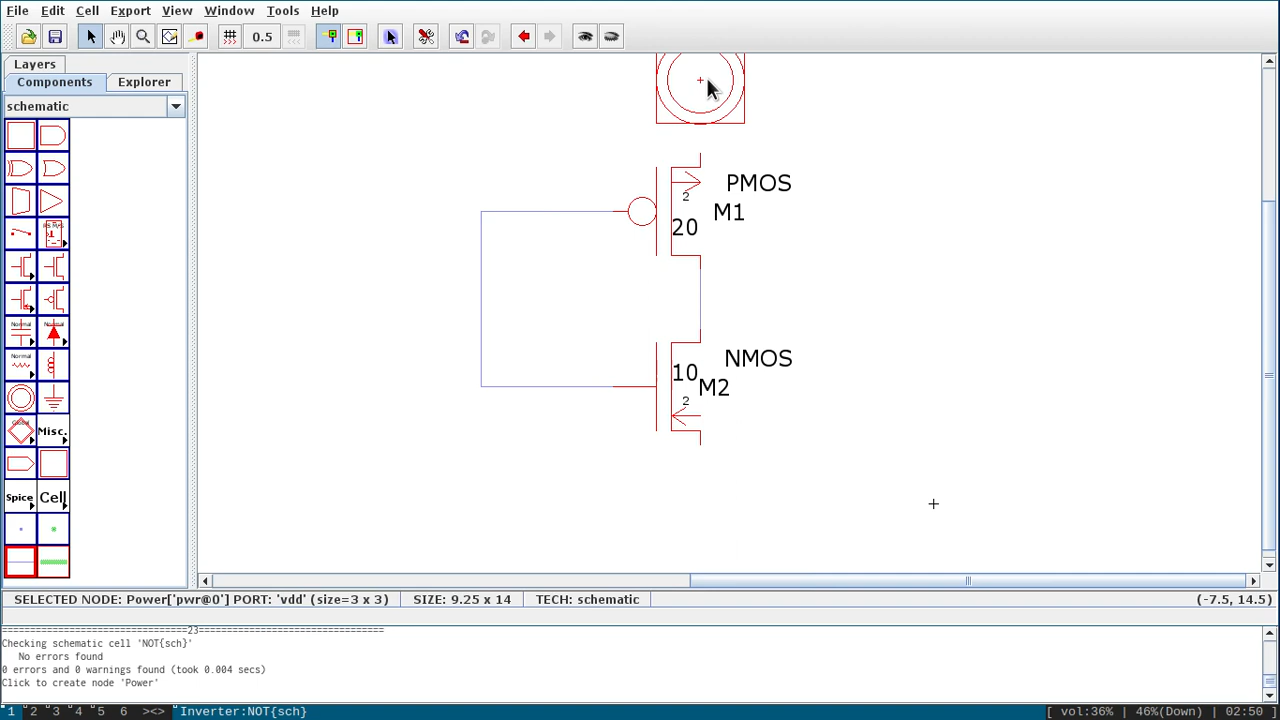 File Edit Cell Export View Window Tools Help
0.5
Layers
Components Explorer
schematic
PMOS
2
M1
20
NMOS
10
M2
2
Normal
Normal
Normal
Misc.
Spice Cell
SELECTED NODE: Power['pwr@0'] PORT: 'vdd' (size=3 x 3) SIZE: 9.25 x 14 TECH: schematic (-7.5, 14.5)
=================================23=================================
Checking schematic cell 'NOT{sch}'
No errors found
0 errors and 0 warnings found (took 0.004 secs)
Click to create node 'Power'
1 2 3 4 5 6 ><> Inverter:NOT{sch} [ vol:36% | 46%(Down) | 02:50 ]